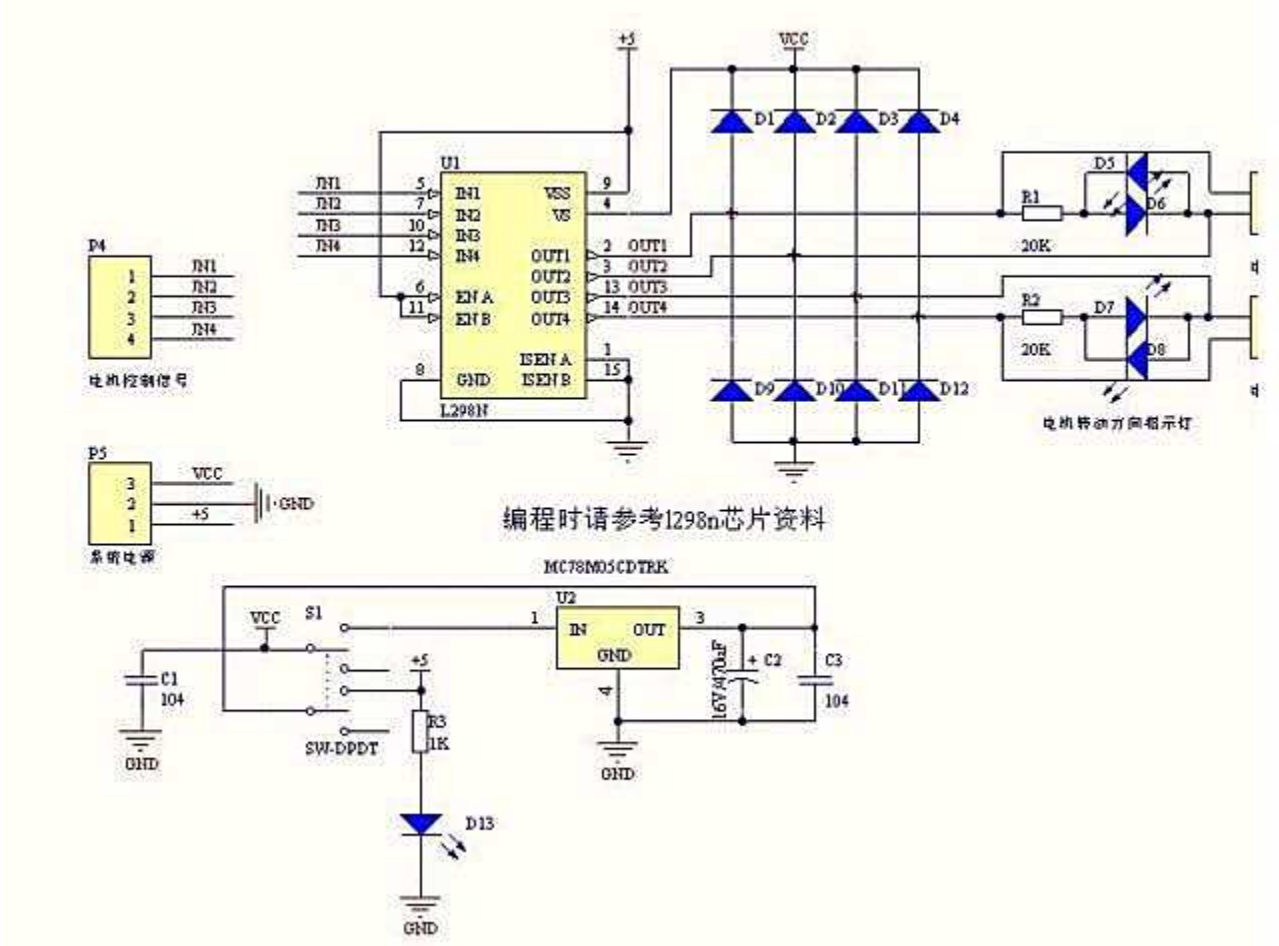 +5
VCC
D1
D2
D3
D4
U1
JN1
5
IN1
VSS
9
JN2
7
IN2
VS
4
JN3
10
IN3
JN4
12
IN4
OUT1
2
OUT1
OUT2
3
OUT2
6
EN A
OUT3
13
OUT3
11
EN B
OUT4
14
OUT4
ISEN A
1
8
GND
ISEN B
15
L298N
D5
R1
D6
20K
R2
D7
20K
D8
D9
D10
D11
D12
电机转动方向指示灯
P4
1
JN1
2
JN2
3
JN3
4
JN4
电机控制信号
P5
3
VCC
2
GND
1
+5
系统电源
编程时请参考l298n芯片资料
MC78M05CDTRK
U2
VCC
S1
1
IN
OUT
3
GND
4
+5
C1
104
GND
SW-DPDT
R3
1K
16V/470uF
+
C2
C3
104
GND
D13
GND